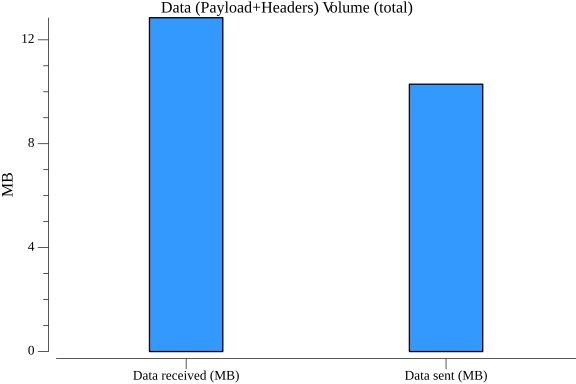 Data (Payload+Headers) Volume (total)
12
8
4
0
MB
Data received (MB)
Data sent (MB)